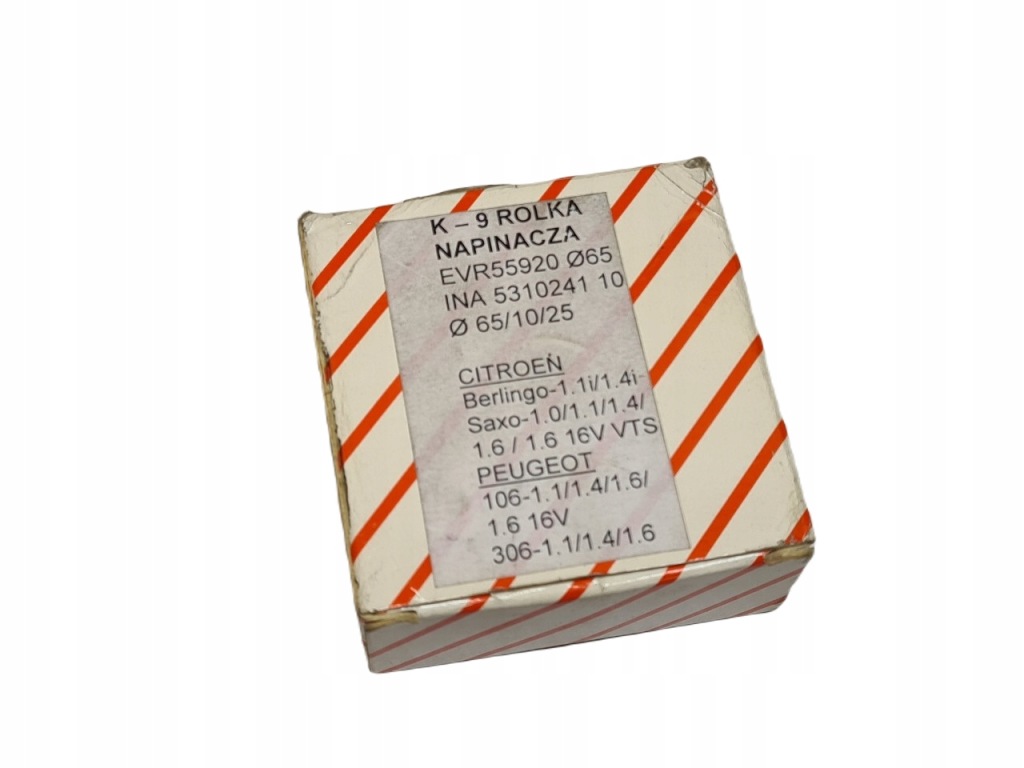 K – 9 ROLKA
NAPINACZA
EVR55920 Ø65
INA 5310241 10
Ø 65/10/25
CITROEN
Berlingo-1.1i/1.4i-
Saxo-1.0/1.1/1.4/
1.6 / 1.6 16V VTS
PEUGEOT
106-1.1/1.4/1.6/
1.6 16V
306-1.1/1.4/1.6